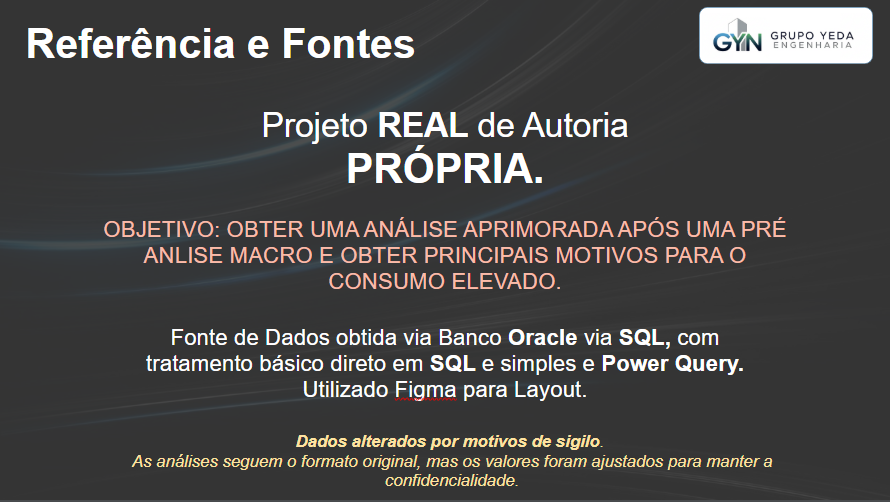 Referência e Fontes
GYN GRUPO YEDA
ENGENHARIA
Projeto REAL de Autoria
PRÓPRIA.
OBJETIVO: OBTER UMA ANÁLISE APRIMORADA APÓS UMA PRÉ
ANLISE MACRO E OBTER PRINCIPAIS MOTIVOS PARA O
CONSUMO ELEVADO.
Fonte de Dados obtida via Banco Oracle via SQL, com
tratamento básico direto em SQL e simples e Power Query.
Utilizado Figma para Layout.
Dados alterados por motivos de sigilo.
As análises seguem o formato original, mas os valores foram ajustados para manter a
confidencialidade.